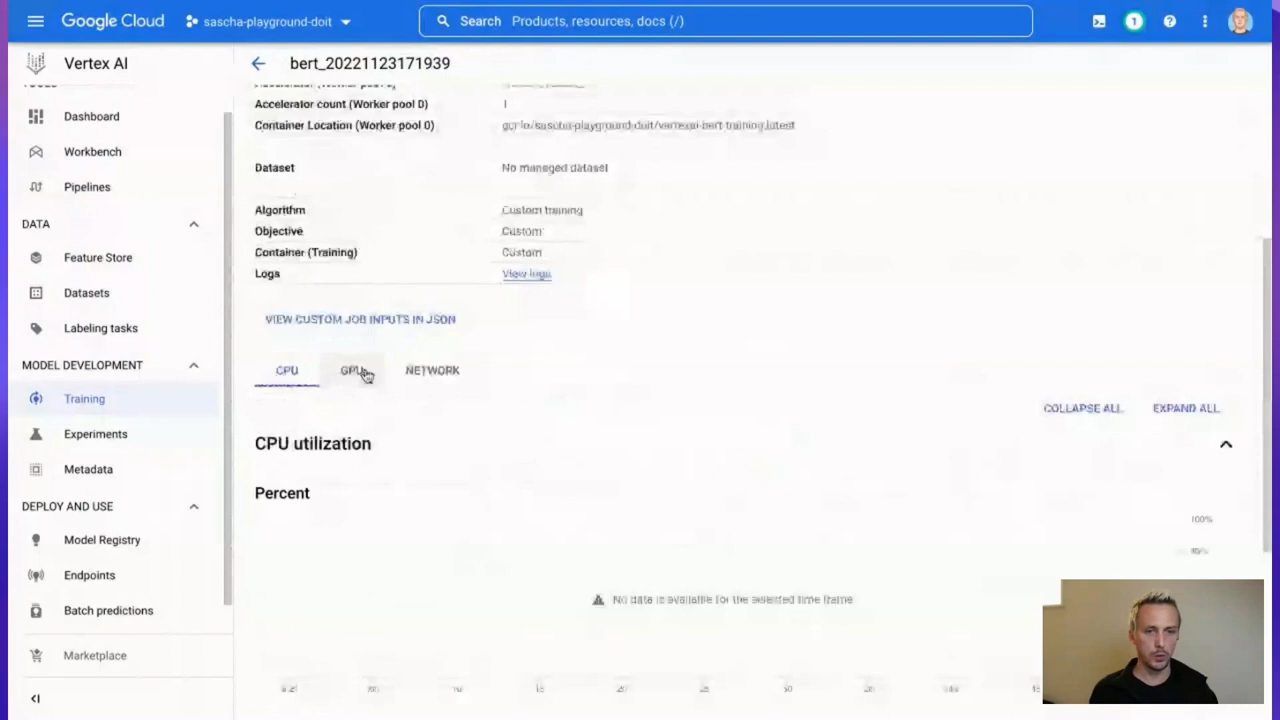 Google Cloud sascha-playground-doit Search Products, resources, docs (/) 1
Vertex AI
bert_20221123171939
Dashboard
Workbench
Pipelines
DATA
Feature Store
Datasets
Labeling tasks
MODEL DEVELOPMENT
Training
Experiments
Metadata
DEPLOY AND USE
Model Registry
Endpoints
Batch predictions
Marketplace
Accelerator count (Worker pool 0) 1
Container Location (Worker pool 0) gcr.io/sascha-playground-doit/vertexai-bert-training:latest
Dataset No managed dataset
Algorithm Custom training
Objective Custom
Container (Training) Custom
Logs View logs
VIEW CUSTOM JOB INPUTS IN JSON
CPU GPU NETWORK
COLLAPSE ALL EXPAND ALL
CPU utilization
Percent
100%
No data is available for the selected time frame